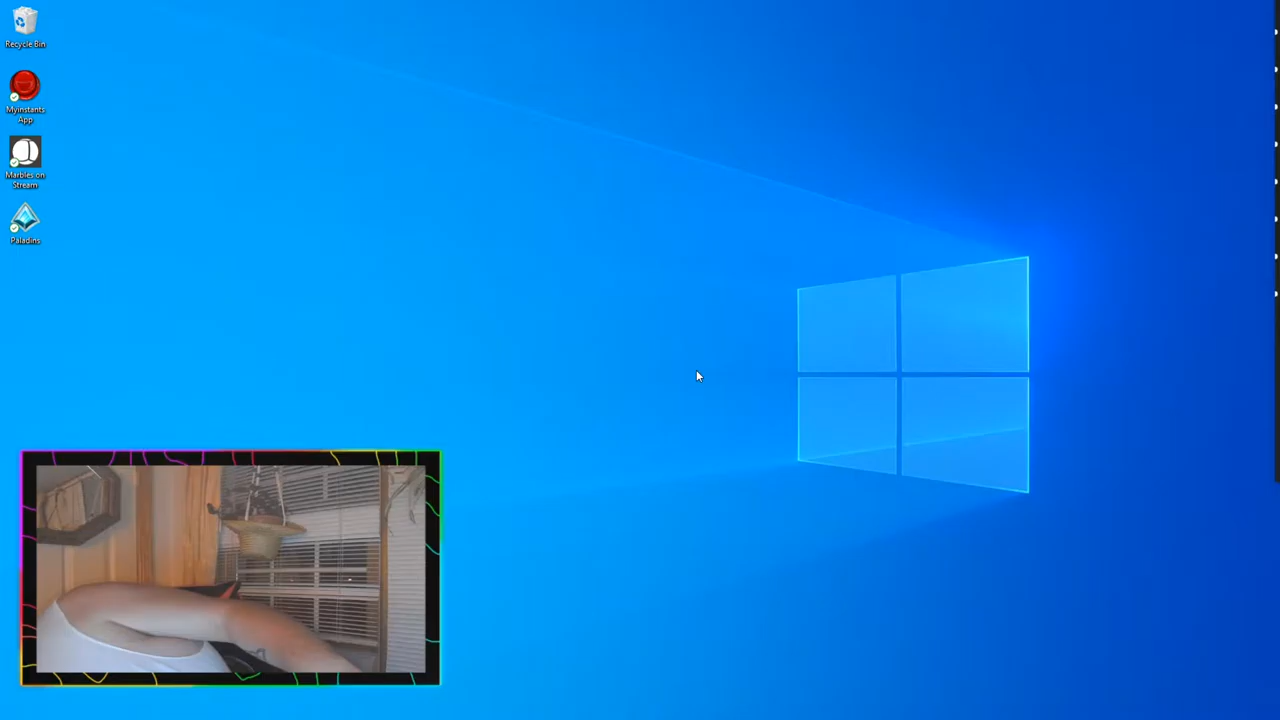 Recycle Bin
Myinstants
App
Marbles on
Stream
Paladins